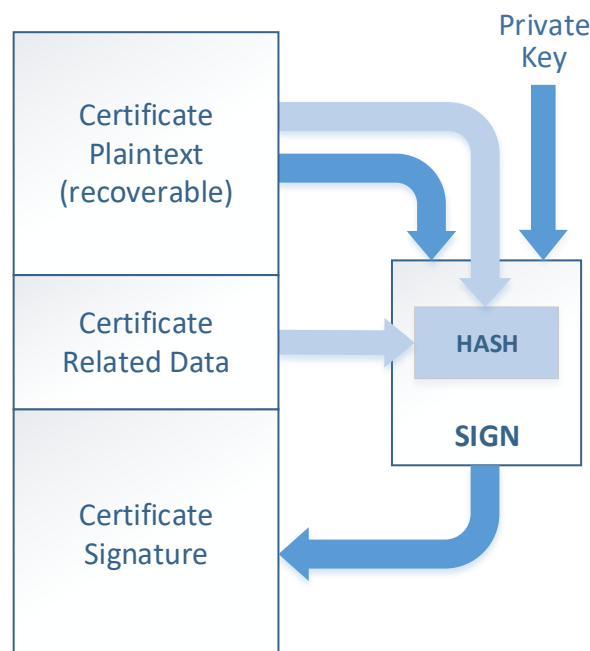 Private
Key
Certificate
Plaintext
(recoverable)
Certificate
Related Data
HASH
SIGN
Certificate
Signature